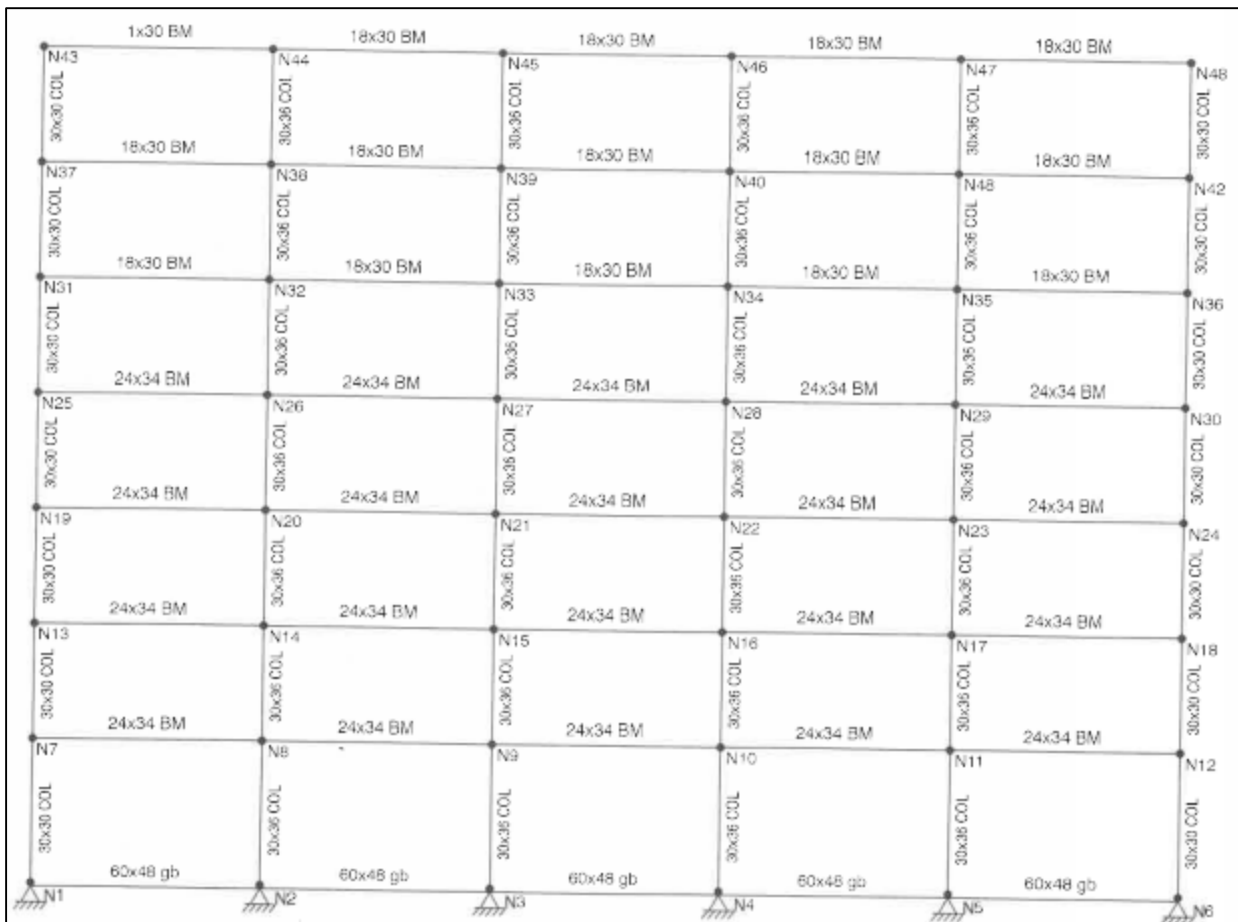 1x30 BM 18x30 BM 18x30 BM 18x30 BM 18x30 BM
N43 N44 N45 N46 N47 N48
30x30 COL 30x36 COL 30x36 COL 30x36 COL 30x36 COL 30x30 COL
18x30 BM 18x30 BM 18x30 BM 18x30 BM 18x30 BM
N37 N38 N39 N40 N48 N42
30x30 COL 30x36 COL 30x36 COL 30x36 COL 30x36 COL 30x30 COL
18x30 BM 18x30 BM 18x30 BM 18x30 BM 18x30 BM
N31 N32 N33 N34 N35 N36
30x30 COL 30x36 COL 30x36 COL 30x36 COL 30x36 COL 30x30 COL
24x34 BM 24x34 BM 24x34 BM 24x34 BM 24x34 BM
N25 N26 N27 N28 N29 N30
30x30 COL 30x36 COL 30x36 COL 30x36 COL 30x36 COL 30x30 COL
24x34 BM 24x34 BM 24x34 BM 24x34 BM 24x34 BM
N19 N20 N21 N22 N23 N24
30x30 COL 30x36 COL 30x36 COL 30x36 COL 30x36 COL 30x30 COL
24x34 BM 24x34 BM 24x34 BM 24x34 BM 24x34 BM
N13 N14 N15 N16 N17 N18
30x30 COL 30x36 COL 30x36 COL 30x36 COL 30x36 COL 30x30 COL
24x34 BM 24x34 BM 24x34 BM 24x34 BM 24x34 BM
N7 N8 N9 N10 N11 N12
30x30 COL 30x36 COL 30x36 COL 30x36 COL 30x36 COL 30x30 COL
60x48 gb 60x48 gb 60x48 gb 60x48 gb 60x48 gb
N1 N2 N3 N4 N5 N6